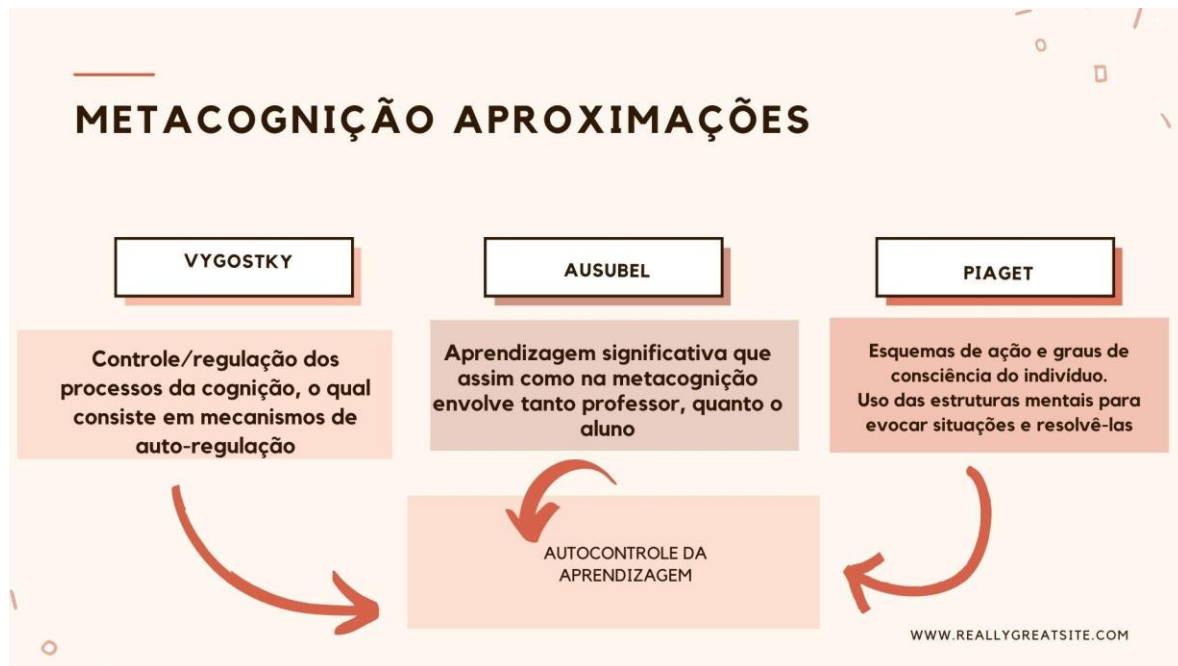 METACOGNIÇÃO APROXIMAÇÕES
VYGOSTKY
Controle/regulação dos
processos da cognição, o qual
consiste em mecanismos de
auto-regulação
AUSUBEL
Aprendizagem significativa que
assim como na metacognição
envolve tanto professor, quanto o
aluno
PIAGET
Esquemas de ação e graus de
consciência do indivíduo.
Uso das estruturas mentais para
evocar situações e resolvê-las
AUTOCONTROLE DA
APRENDIZAGEM
WWW.REALLYGREATSITE.COM